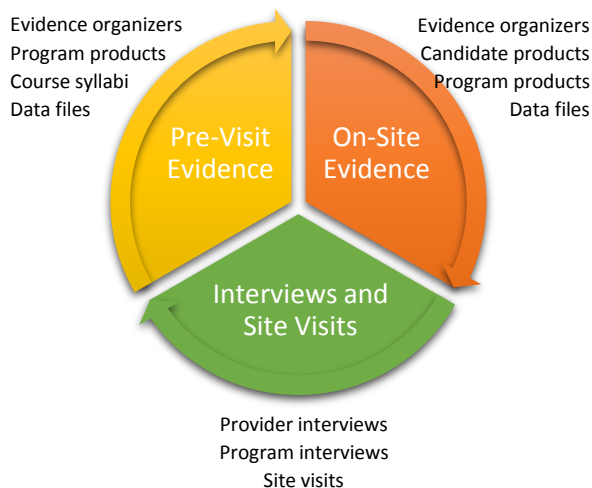 Evidence organizers
Program products
Course syllabi
Data files
Evidence organizers
Candidate products
Program products
Data files
Pre-Visit
Evidence
On-Site
Evidence
Interviews and
Site Visits
Provider interviews
Program interviews
Site visits